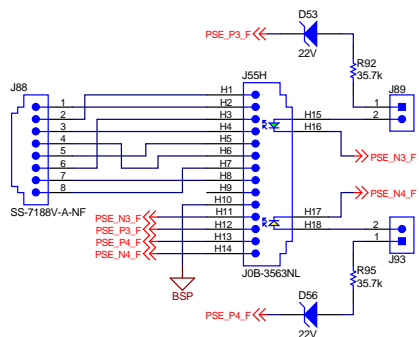 D53
PSE_P3_F
22V
R92
35.7k
J88
J55H
J89
H1
1
H2
2
H3
3
H4
4
H5
5
H6
6
H7
7
H8
8
H9
H10
H15
H16
1
2
PSE_N3_F
PSE_N4_F
SS-7188V-A-NF
PSE_N3_F
H11
H17
PSE_P3_F
H12
H18
PSE_P4_F
H13
PSE_N4_F
H14
2
1
J0B-3563NL
J93
BSP
R95
35.7k
D56
PSE_P4_F
22V